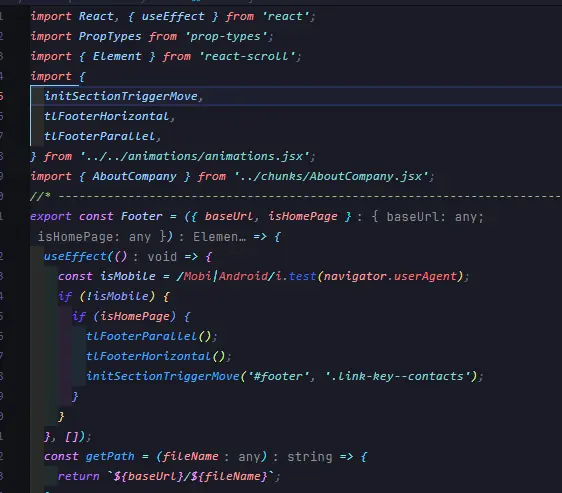 1 import React, { useEffect } from 'react';
2 import PropTypes from 'prop-types';
3 import { Element } from 'react-scroll';
4 import {
5 initSectionTriggerMove,
6 tlFooterHorizontal,
7 tlFooterParallel,
8 } from '../../animations/animations.jsx';
9 import { AboutCompany } from '../chunks/AboutCompany.jsx';
0 //* ------------------------------------------------------------------------
1 export const Footer = ({ baseUrl, isHomePage }: { baseUrl: any;
isHomePage: any }): Elemen… => {
2 useEffect((): void => {
3 const isMobile = /Mobi|Android/i.test(navigator.userAgent);
4 if (!isMobile) {
5 if (isHomePage) {
6 tlFooterParallel();
7 tlFooterHorizontal();
8 initSectionTriggerMove('#footer', '.link-key--contacts');
9 }
0 }
1 }, []);
2 const getPath = (fileName: any): string => {
3 return `${baseUrl}/${fileName}`;